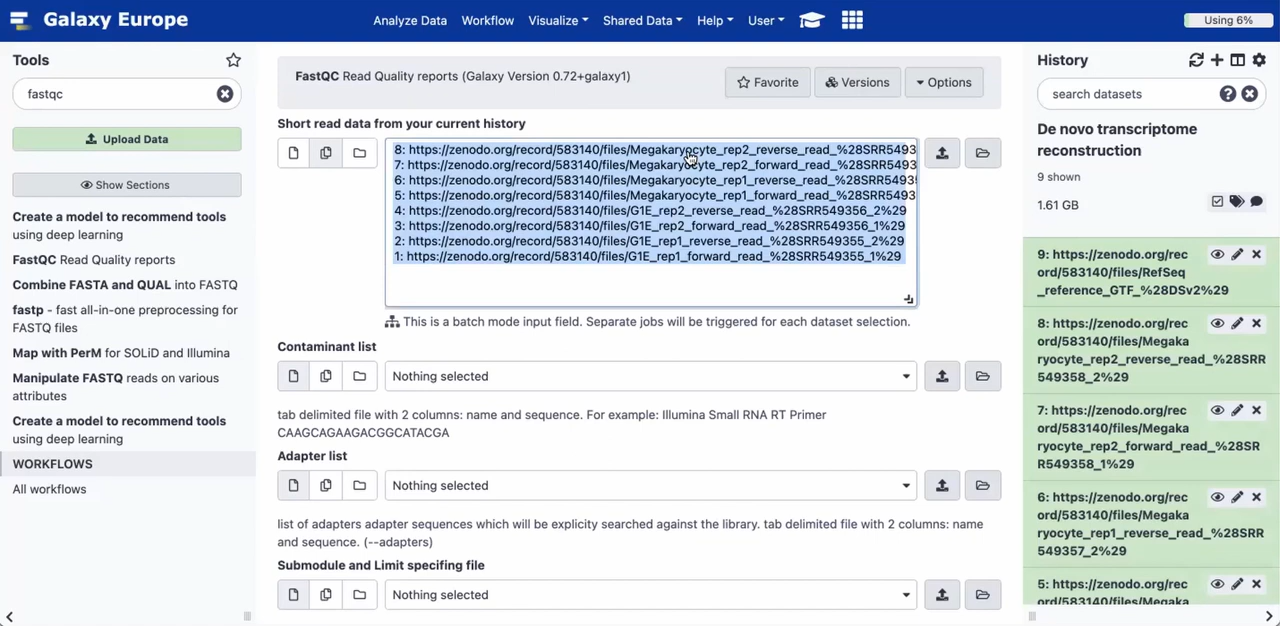 Galaxy Europe
Analyze Data
Workflow
Visualize
Shared Data
Help
User
Using 6%
Tools
fastqc
Upload Data
Show Sections
Create a model to recommend tools
using deep learning
FastQC Read Quality reports
Combine FASTA and QUAL into FASTQ
fastp - fast all-in-one preprocessing for
FASTQ files
Map with PerM for SOLiD and Illumina
Manipulate FASTQ reads on various
attributes
Create a model to recommend tools
using deep learning
WORKFLOWS
All workflows
FastQC Read Quality reports (Galaxy Version 0.72+galaxy1)
Favorite
Versions
Options
Short read data from your current history
8: https://zenodo.org/record/583140/files/Megakaryocyte_rep2_reverse_read_%28SRR5493
7: https://zenodo.org/record/583140/files/Megakaryocyte_rep2_forward_read_%28SRR5493
6: https://zenodo.org/record/583140/files/Megakaryocyte_rep1_reverse_read_%28SRR5493
5: https://zenodo.org/record/583140/files/Megakaryocyte_rep1_forward_read_%28SRR5493
4: https://zenodo.org/record/583140/files/G1E_rep2_reverse_read_%28SRR549356_2%29
3: https://zenodo.org/record/583140/files/G1E_rep2_forward_read_%28SRR549356_1%29
2: https://zenodo.org/record/583140/files/G1E_rep1_reverse_read_%28SRR549355_2%29
1: https://zenodo.org/record/583140/files/G1E_rep1_forward_read_%28SRR549355_1%29
This is a batch mode input field. Separate jobs will be triggered for each dataset selection.
Contaminant list
Nothing selected
tab delimited file with 2 columns: name and sequence. For example: Illumina Small RNA RT Primer
CAAGCAGAAGACGGCATACGA
Adapter list
Nothing selected
list of adapters adapter sequences which will be explicity searched against the library. tab delimited file with 2 columns: name
and sequence. (--adapters)
Submodule and Limit specifing file
Nothing selected
History
search datasets
De novo transcriptome
reconstruction
9 shown
1.61 GB
9: https://zenodo.org/rec
ord/583140/files/RefSeq
_reference_GTF_%28DSv2%29
8: https://zenodo.org/rec
ord/583140/files/Megaka
ryocyte_rep2_reverse_read_%28SRR
549358_2%29
7: https://zenodo.org/rec
ord/583140/files/Megaka
ryocyte_rep2_forward_read_%28SR
R549358_1%29
6: https://zenodo.org/rec
ord/583140/files/Megaka
ryocyte_rep1_reverse_read_%28SRR
549357_2%29
5: https://zenodo.org/rec
ord/583140/files/Megaka